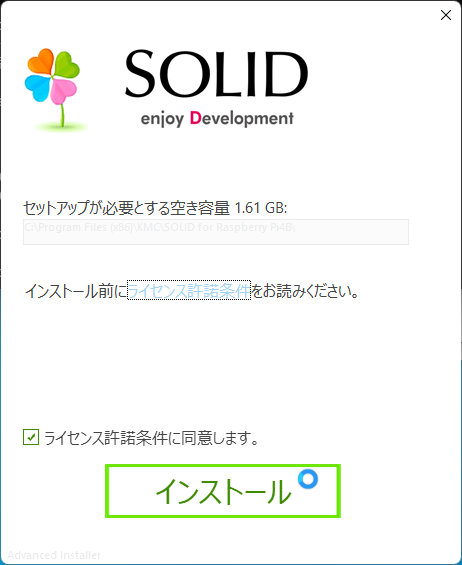 SOLID
enjoy Development
セットアップが必要とする空き容量 1.61 GB:
C:\Program Files (x86)\KMC\SOLID for Raspberry Pi4B\
インストール前にライセンス許諾条件をお読みください。
ライセンス許諾条件に同意します。
インストール
Advanced Installer